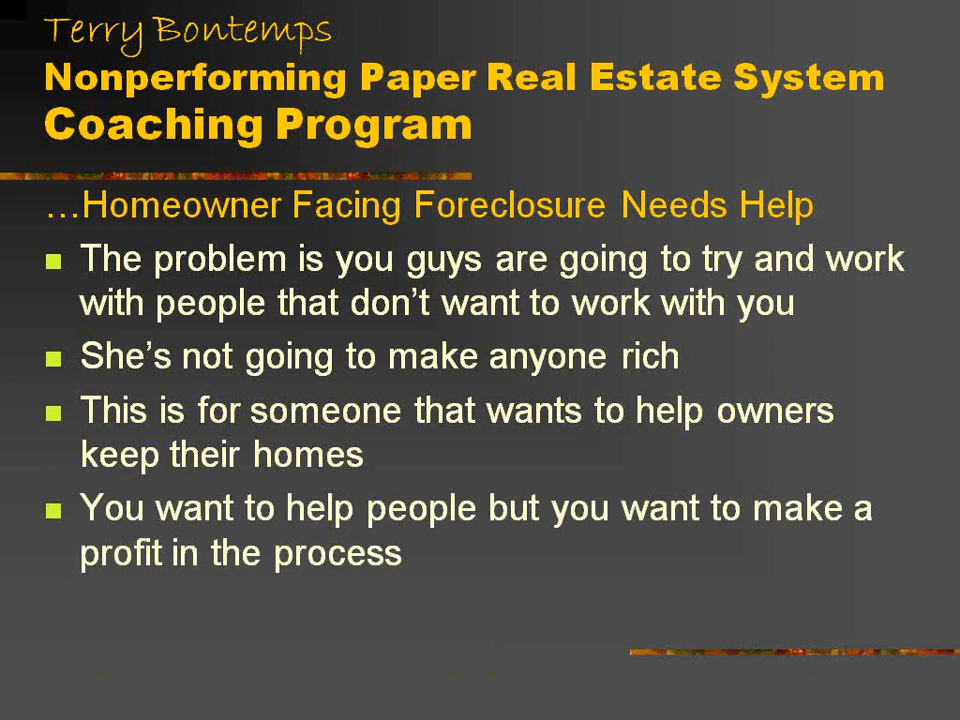 Terry Bontemps
Nonperforming Paper Real Estate System
Coaching Program
…Homeowner Facing Foreclosure Needs Help
The problem is you guys are going to try and work
with people that don't want to work with you
She's not going to make anyone rich
This is for someone that wants to help owners
keep their homes
You want to help people but you want to make a
profit in the process